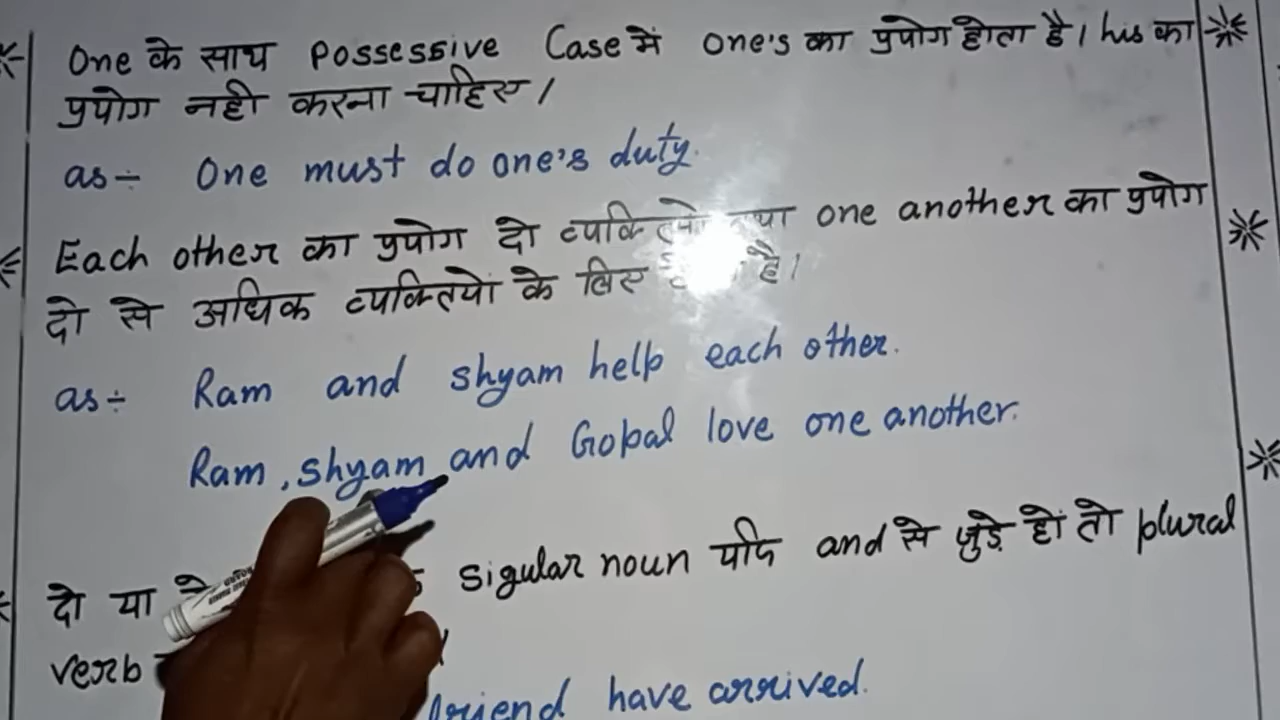 One के साथ possessive Case में one's का प्रयोग होता है। his का
प्रयोग नही करना चाहिए।
as÷ One must do one's duty.
Each other का प्रयोग दो one another का प्रयोग
दो से अधिक व्यक्तियो के लिए है।
as÷ Ram and shyam help each other.
Ram, shyam and Gopal love one another.
दो या sigular noun यदि and से जुड़े हों तो plural
verb
friend have arrived.